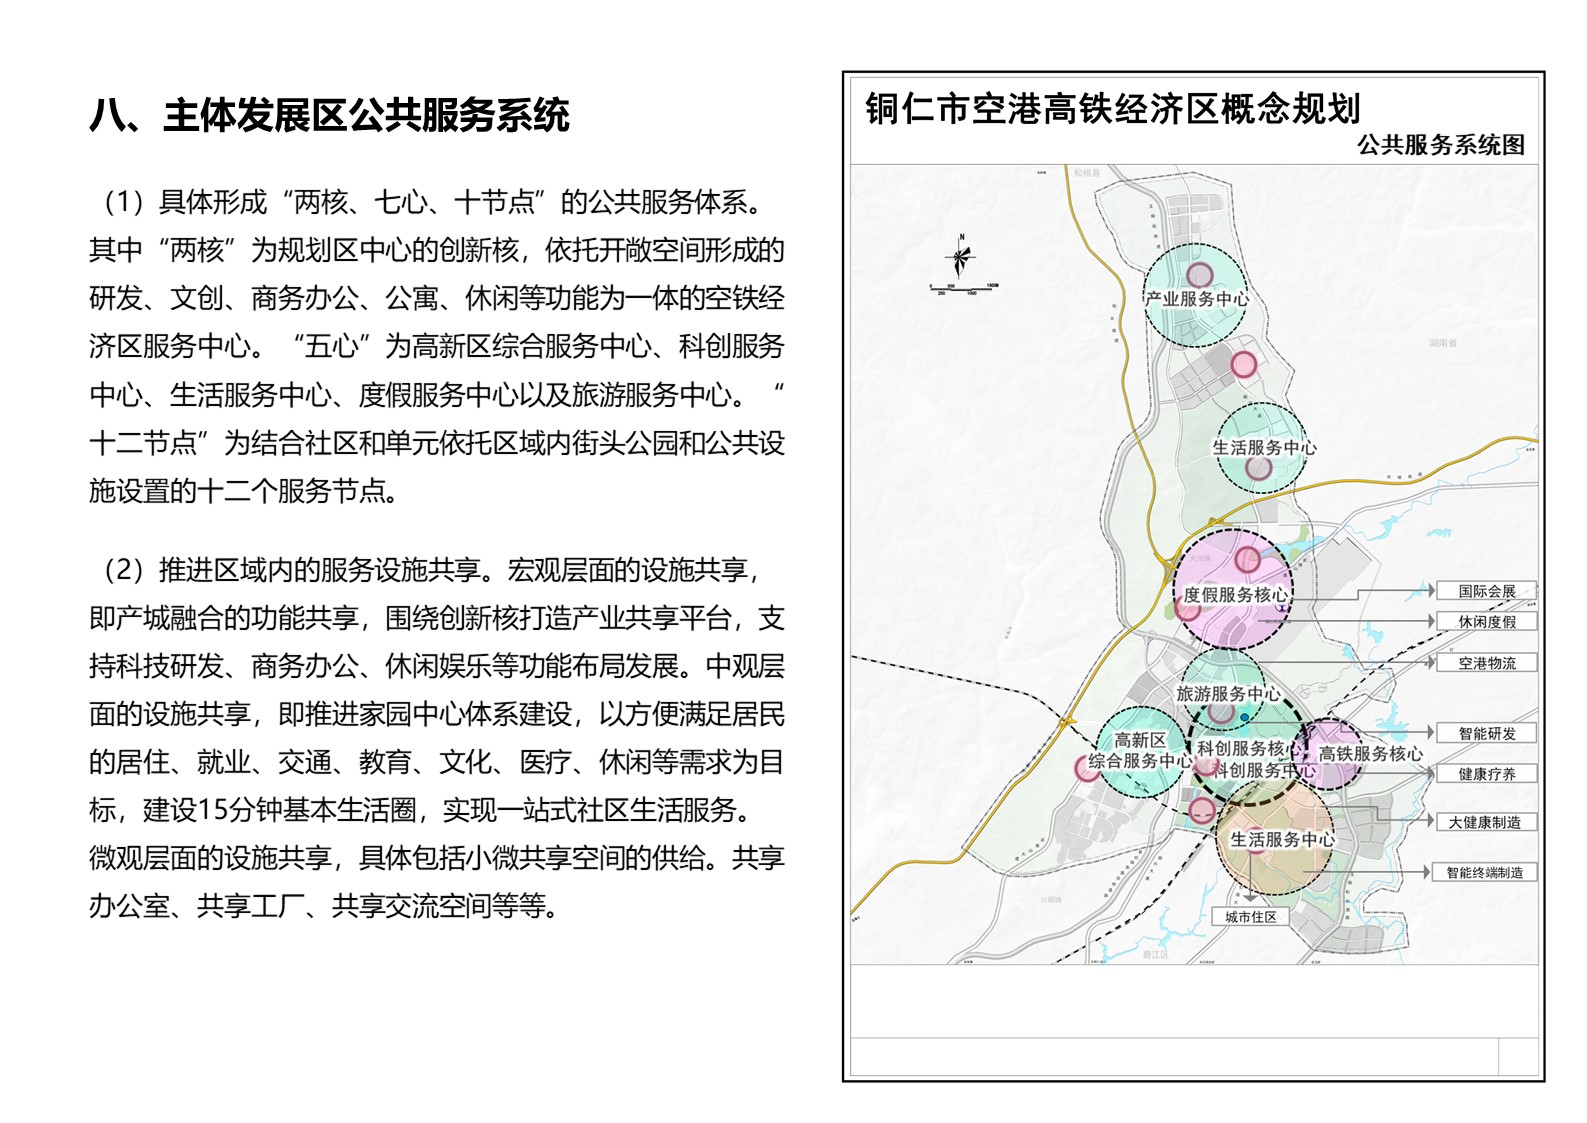 八、主体发展区公共服务系统
（1）具体形成“两核、七心、十节点”的公共服务体系。
其中“两核”为规划区中心的创新核，依托开敞空间形成的
研发、文创、商务办公、公寓、休闲等功能为一体的空铁经
济区服务中心。“五心”为高新区综合服务中心、科创服务
中心、生活服务中心、度假服务中心以及旅游服务中心。“
十二节点”为结合社区和单元依托区域内街头公园和公共设
施设置的十二个服务节点。
（2）推进区域内的服务设施共享。宏观层面的设施共享，
即产城融合的功能共享，围绕创新核打造产业共享平台，支
持科技研发、商务办公、休闲娱乐等功能布局发展。中观层
面的设施共享，即推进家园中心体系建设，以方便满足居民
的居住、就业、交通、教育、文化、医疗、休闲等需求为目
标，建设15分钟基本生活圈，实现一站式社区生活服务。
微观层面的设施共享，具体包括小微共享空间的供给。共享
办公室、共享工厂、共享交流空间等等。
铜仁市空港高铁经济区概念规划
公共服务系统图
松桃县
N
产业服务中心
湖南省
生活服务中心
大兴镇
度假服务核心
国际会展
休闲度假
空港物流
旅游服务中心
智能研发
高新区
综合服务中心
科创服务核心
科创服务中心
高铁服务核心
健康疗养
大健康制造
生活服务中心
智能终端制造
城市住区
川硐镇
碧江区